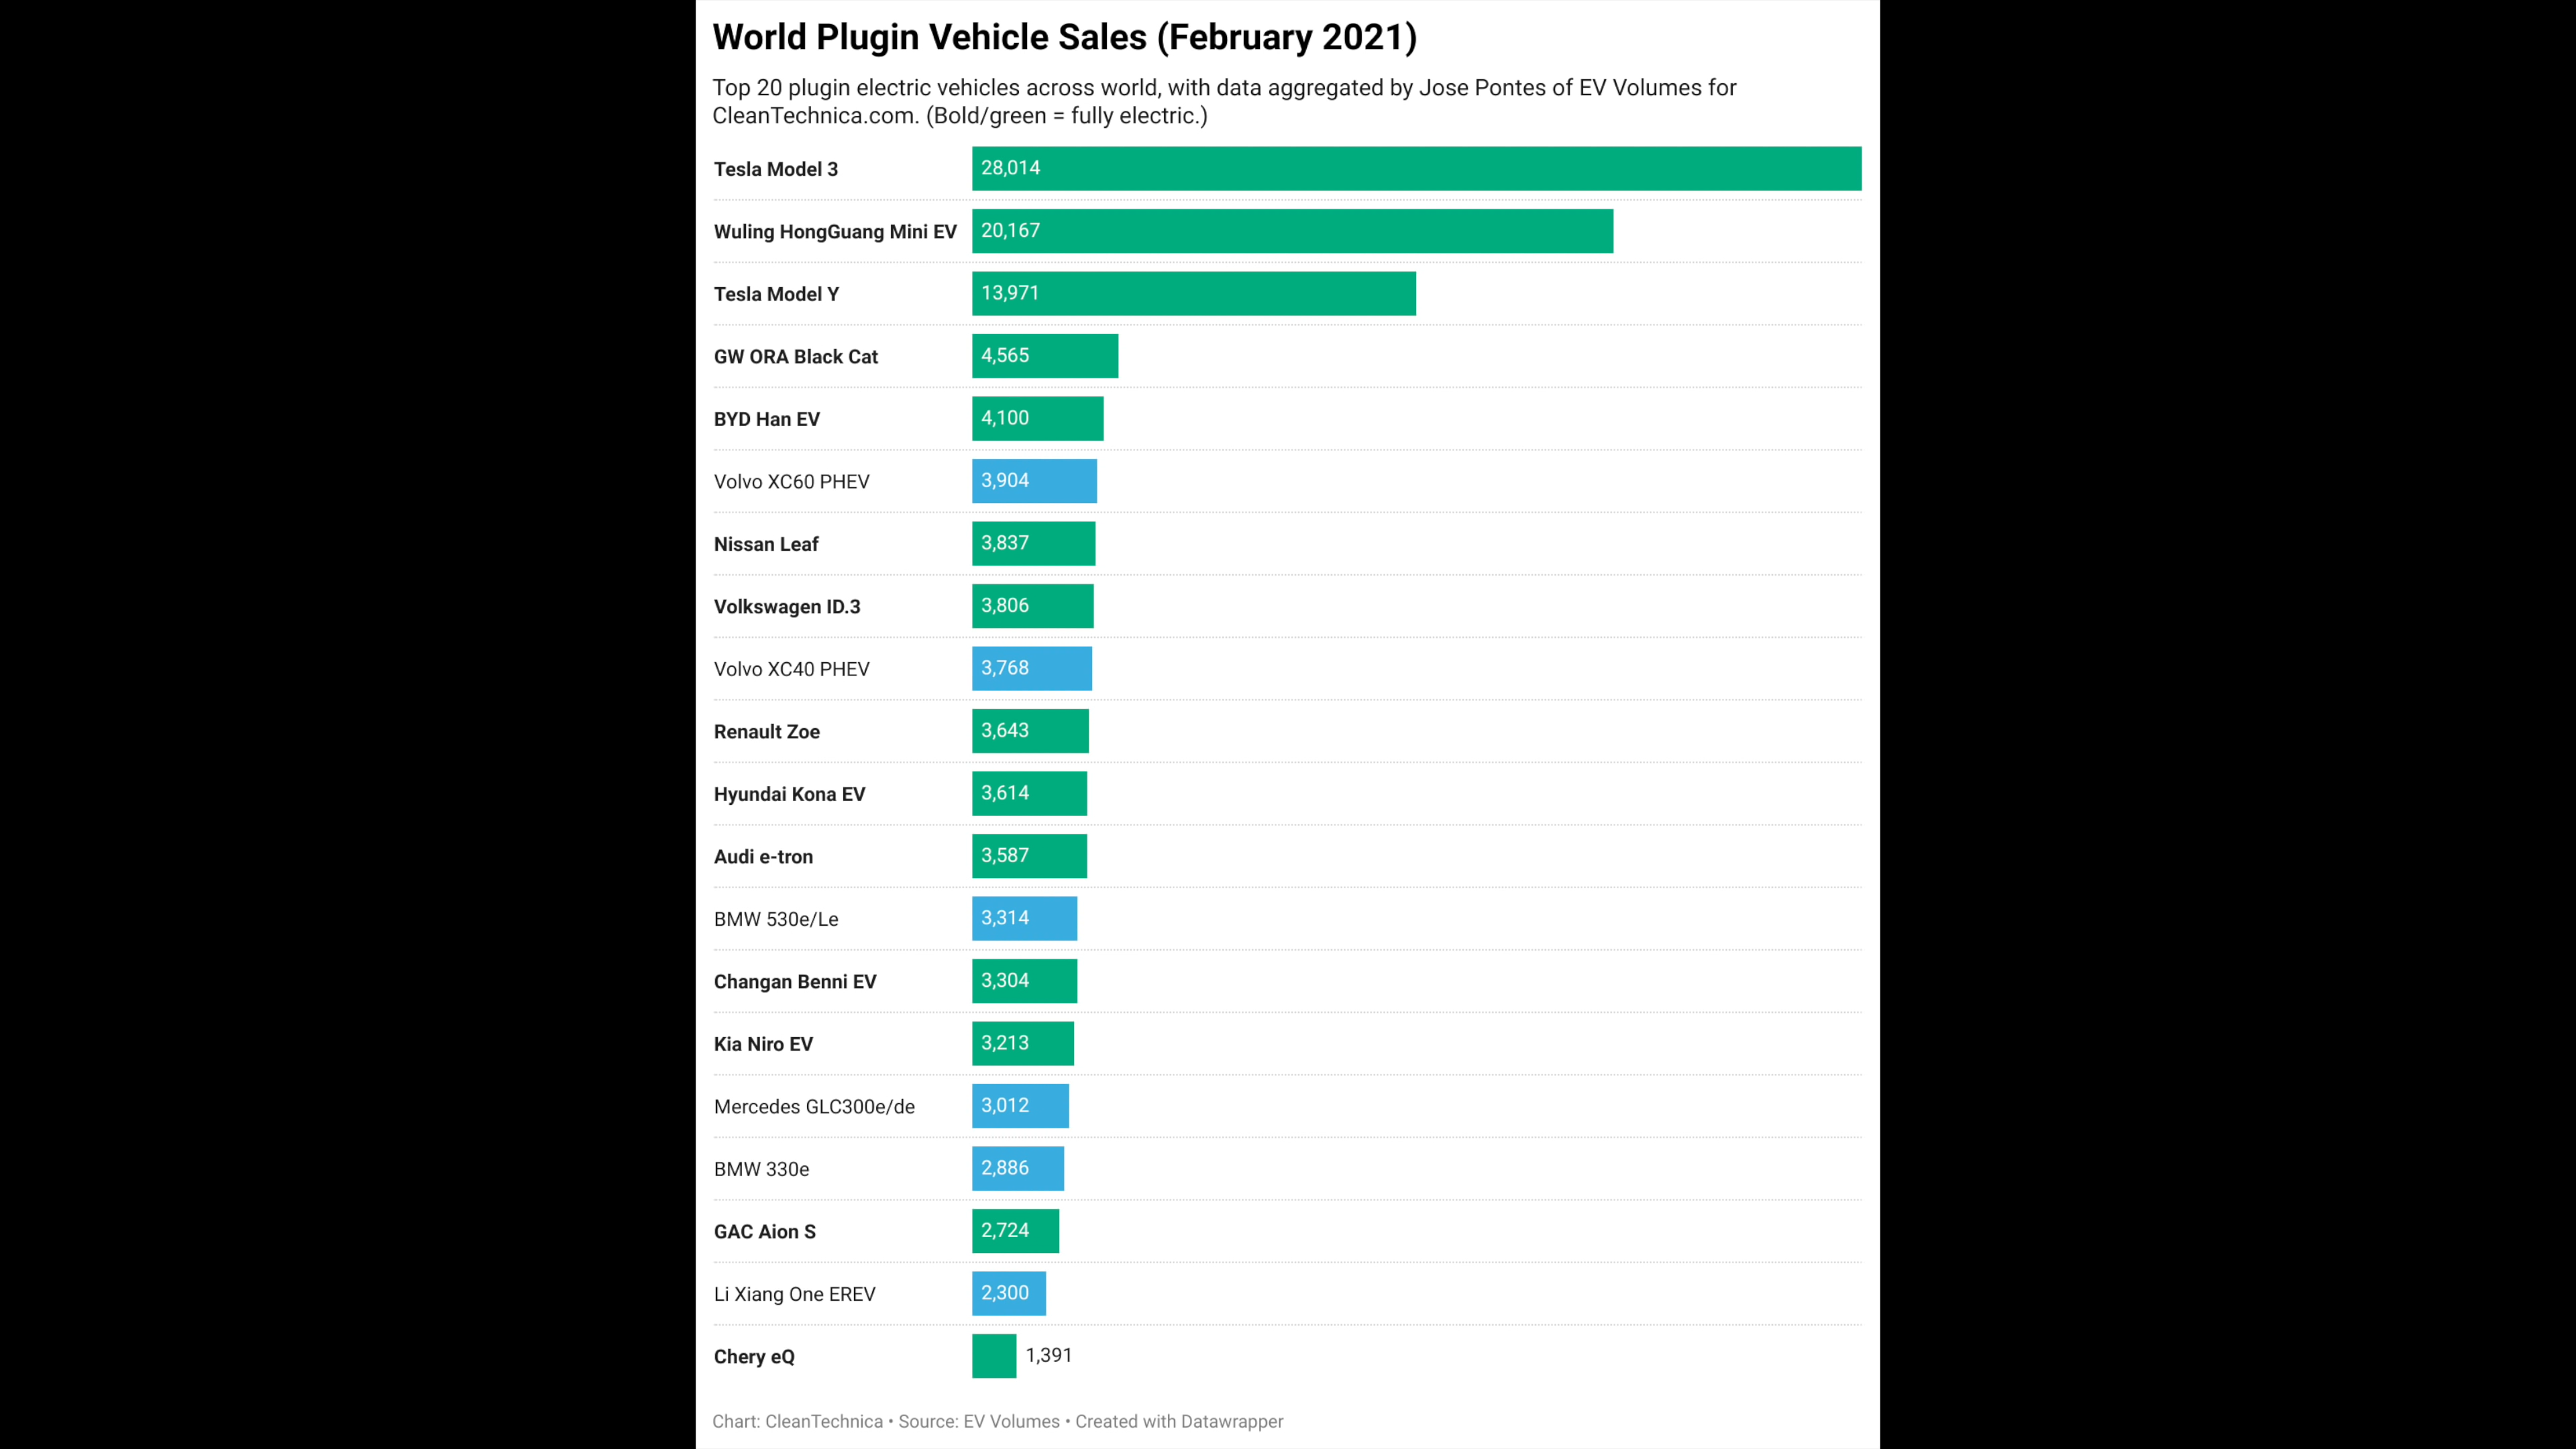 World Plugin Vehicle Sales (February 2021)
Top 20 plugin electric vehicles across world, with data aggregated by Jose Pontes of EV Volumes for
CleanTechnica.com. (Bold/green = fully electric.)
Tesla Model 3 28,014
Wuling HongGuang Mini EV 20,167
Tesla Model Y 13,971
GW ORA Black Cat 4,565
BYD Han EV 4,100
Volvo XC60 PHEV 3,904
Nissan Leaf 3,837
Volkswagen ID.3 3,806
Volvo XC40 PHEV 3,768
Renault Zoe 3,643
Hyundai Kona EV 3,614
Audi e-tron 3,587
BMW 530e/Le 3,314
Changan Benni EV 3,304
Kia Niro EV 3,213
Mercedes GLC300e/de 3,012
BMW 330e 2,886
GAC Aion S 2,724
Li Xiang One EREV 2,300
Chery eQ 1,391
Chart: CleanTechnica • Source: EV Volumes • Created with Datawrapper